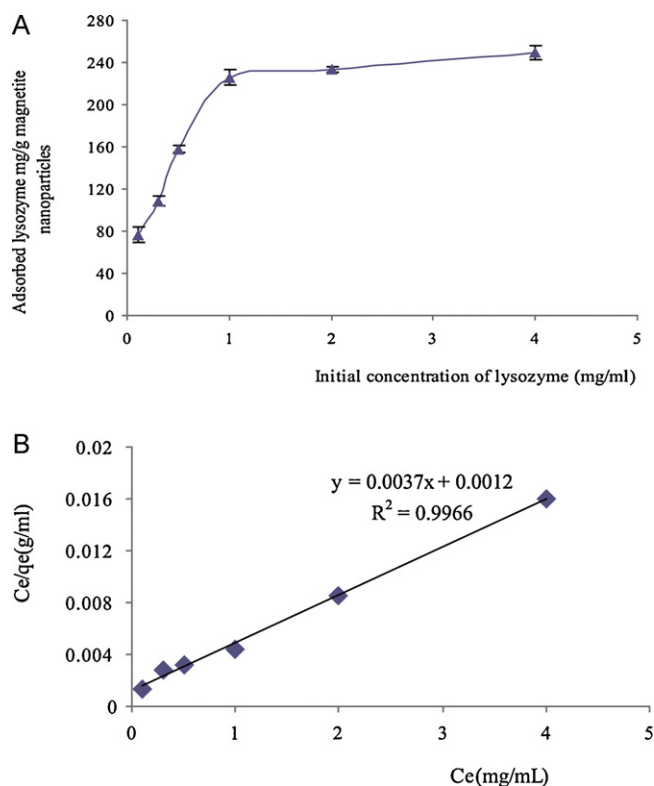 A
Adsorbed lysozyme mg/g magnetite
nanoparticles
280
240
200
160
120
80
40
0
0 1 2 3 4 5
Initial concentration of lysozyme (mg/ml)
B
Ce/qe(g/ml)
0.02
0.016
0.012
0.008
0.004
0
y = 0.0037x + 0.0012
R² = 0.9966
0 1 2 3 4 5
Ce(mg/mL)